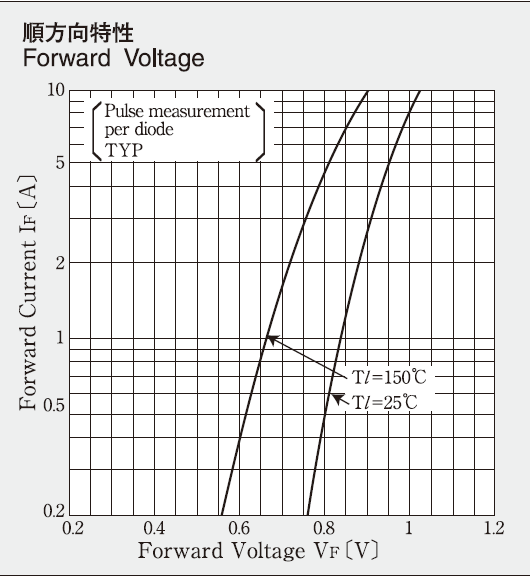 順方向特性
Forward Voltage
Pulse measurement
per diode
TYP
10
5
2
1
0.5
0.2
Forward Current IF〔A〕
Tl=150℃
Tl=25℃
0.2 0.4 0.6 0.8 1 1.2
Forward Voltage VF〔V〕